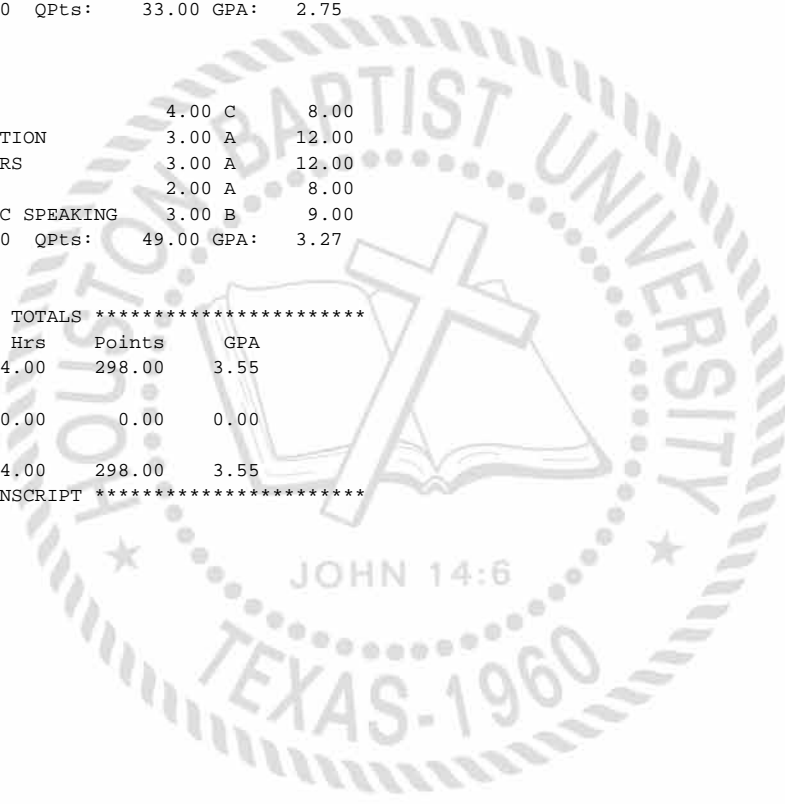 0 QPts: 33.00 GPA: 2.75
4.00 C 8.00
TION 3.00 A 12.00
RS 3.00 A 12.00
2.00 A 8.00
C SPEAKING 3.00 B 9.00
0 QPts: 49.00 GPA: 3.27
TOTALS ***********************
Hrs Points GPA
4.00 298.00 3.55
0.00 0.00 0.00
4.00 298.00 3.55
NSCRIPT ***********************
HOUSTON BAPTIST UNIVERSITY
JOHN 14:6
TEXAS-1960